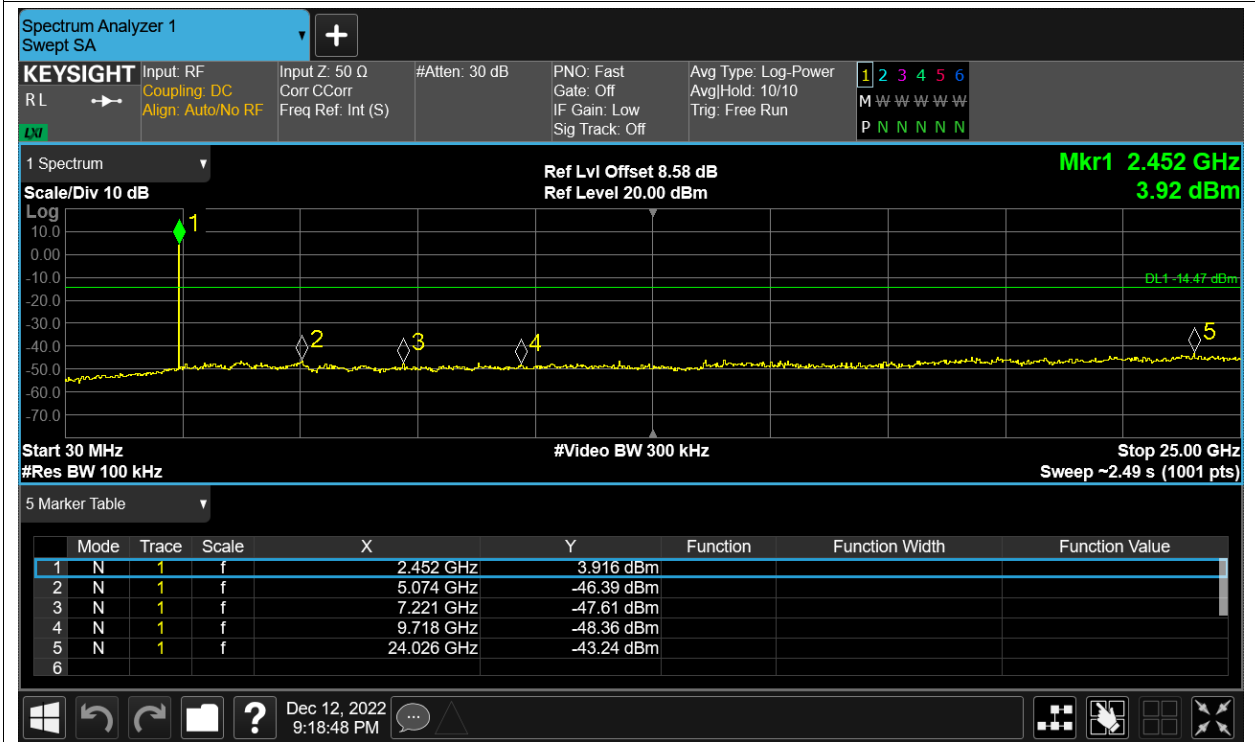 Spectrum Analyzer 1
Swept SA
+
KEYSIGHT Input: RF Input Z: 50 Ω #Atten: 30 dB PNO: Fast Avg Type: Log-Power 1 2 3 4 5 6
R L Coupling: DC Corr CCorr Gate: Off Avg|Hold: 10/10 M W W W W W
Align: Auto/No RF Freq Ref: Int (S) IF Gain: Low Trig: Free Run
LXI Sig Track: Off P N N N N N
1 Spectrum Ref Lvl Offset 8.58 dB Mkr1 2.452 GHz
Scale/Div 10 dB Ref Level 20.00 dBm 3.92 dBm
Log
1
10.0
0.00
-10.0 DL1 -14.47 dBm
-20.0
-30.0
2 3 4 5
-40.0
-50.0
-60.0
-70.0
Start 30 MHz #Video BW 300 kHz Stop 25.00 GHz
#Res BW 100 kHz Sweep ~2.49 s (1001 pts)
5 Marker Table
Mode Trace Scale X Y Function Function Width Function Value
1 N 1 f 2.452 GHz 3.916 dBm
2 N 1 f 5.074 GHz -46.39 dBm
3 N 1 f 7.221 GHz -47.61 dBm
4 N 1 f 9.718 GHz -48.36 dBm
5 N 1 f 24.026 GHz -43.24 dBm
6
? Dec 12, 2022
9:18:48 PM